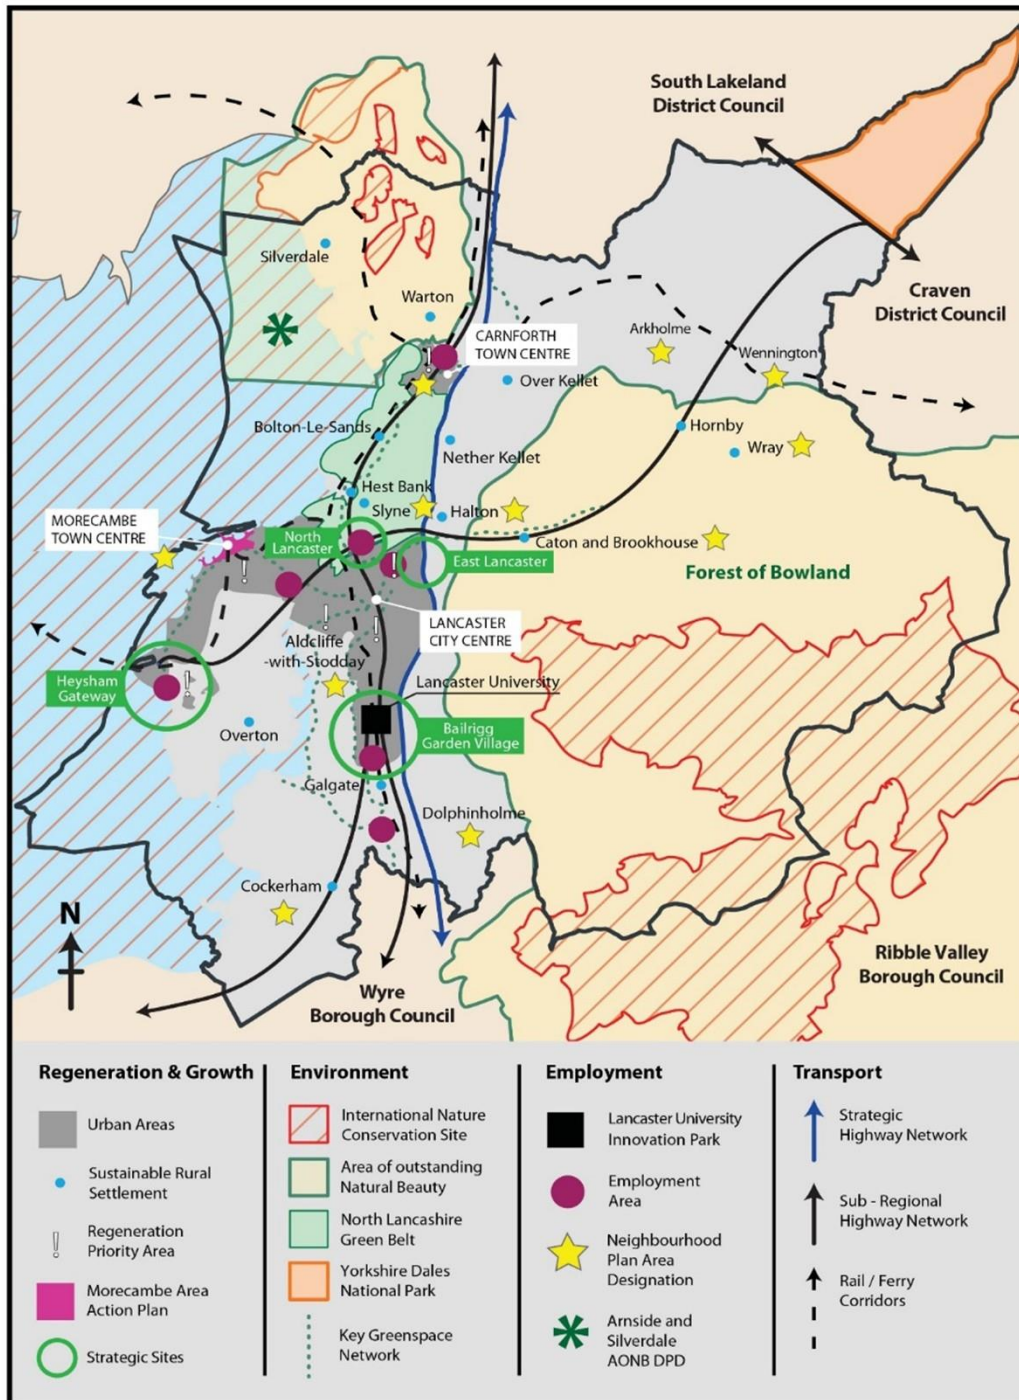 South Lakeland
District Council
Craven
District Council
Silverdale
Warton
CARNFORTH
TOWN CENTRE
Arkholme
Wennington
Over Kellet
Bolton-Le-Sands
Hornby
Wray
Nether Kellet
Hest Bank
Slyne
Halton
MORECAMBE
TOWN CENTRE
North
Lancaster
East Lancaster
Caton and Brookhouse
Forest of Bowland
LANCASTER
CITY CENTRE
Aldcliffe
-with-Stodday
Lancaster University
Heysham
Gateway
Overton
Bailrigg
Garden Village
Galgate
Dolphinholme
Cockerham
N
Wyre
Borough Council
Ribble Valley
Borough Council
Regeneration & Growth
Urban Areas
Sustainable Rural
Settlement
Regeneration
Priority Area
Morecambe Area
Action Plan
Strategic Sites
Environment
International Nature
Conservation Site
Area of outstanding
Natural Beauty
North Lancashire
Green Belt
Yorkshire Dales
National Park
Key Greenspace
Network
Employment
Lancaster University
Innovation Park
Employment
Area
Neighbourhood
Plan Area
Designation
Arnside and
Silverdale
AONB DPD
Transport
Strategic
Highway Network
Sub - Regional
Highway Network
Rail / Ferry
Corridors